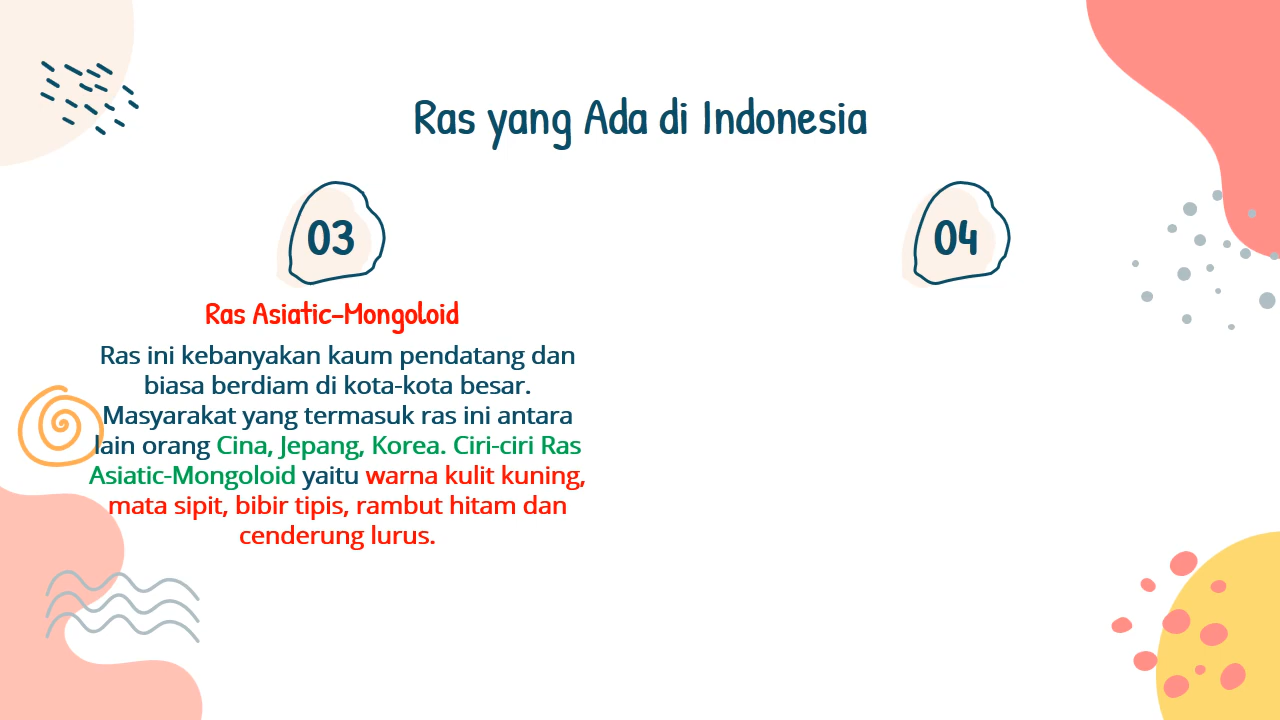 Ras yang Ada di Indonesia
03
04
Ras Asiatic-Mongoloid
Ras ini kebanyakan kaum pendatang dan
biasa berdiam di kota-kota besar.
Masyarakat yang termasuk ras ini antara
lain orang Cina, Jepang, Korea. Ciri-ciri Ras
Asiatic-Mongoloid yaitu warna kulit kuning,
mata sipit, bibir tipis, rambut hitam dan
cenderung lurus.